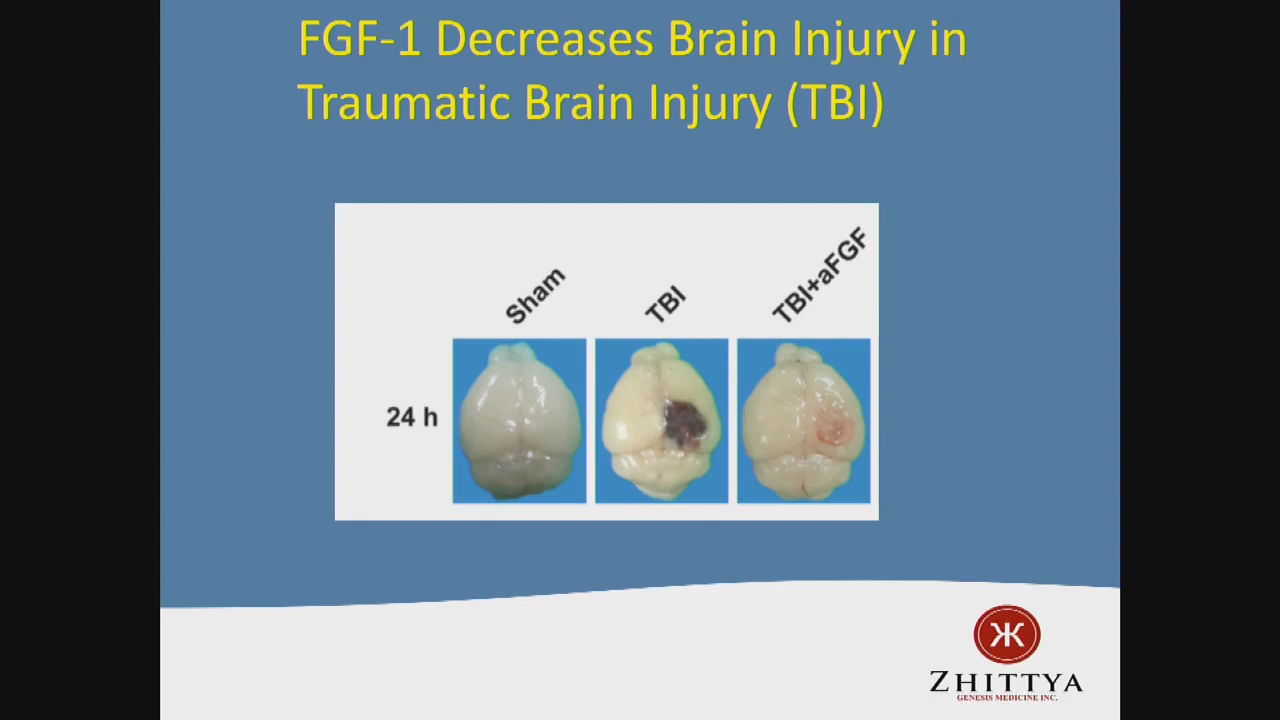 FGF-1 Decreases Brain Injury in
Traumatic Brain Injury (TBI)
Sham
TBI
TBI+aFGF
24 h
Ж
ZHITTYA
GENESIS MEDICINE INC.